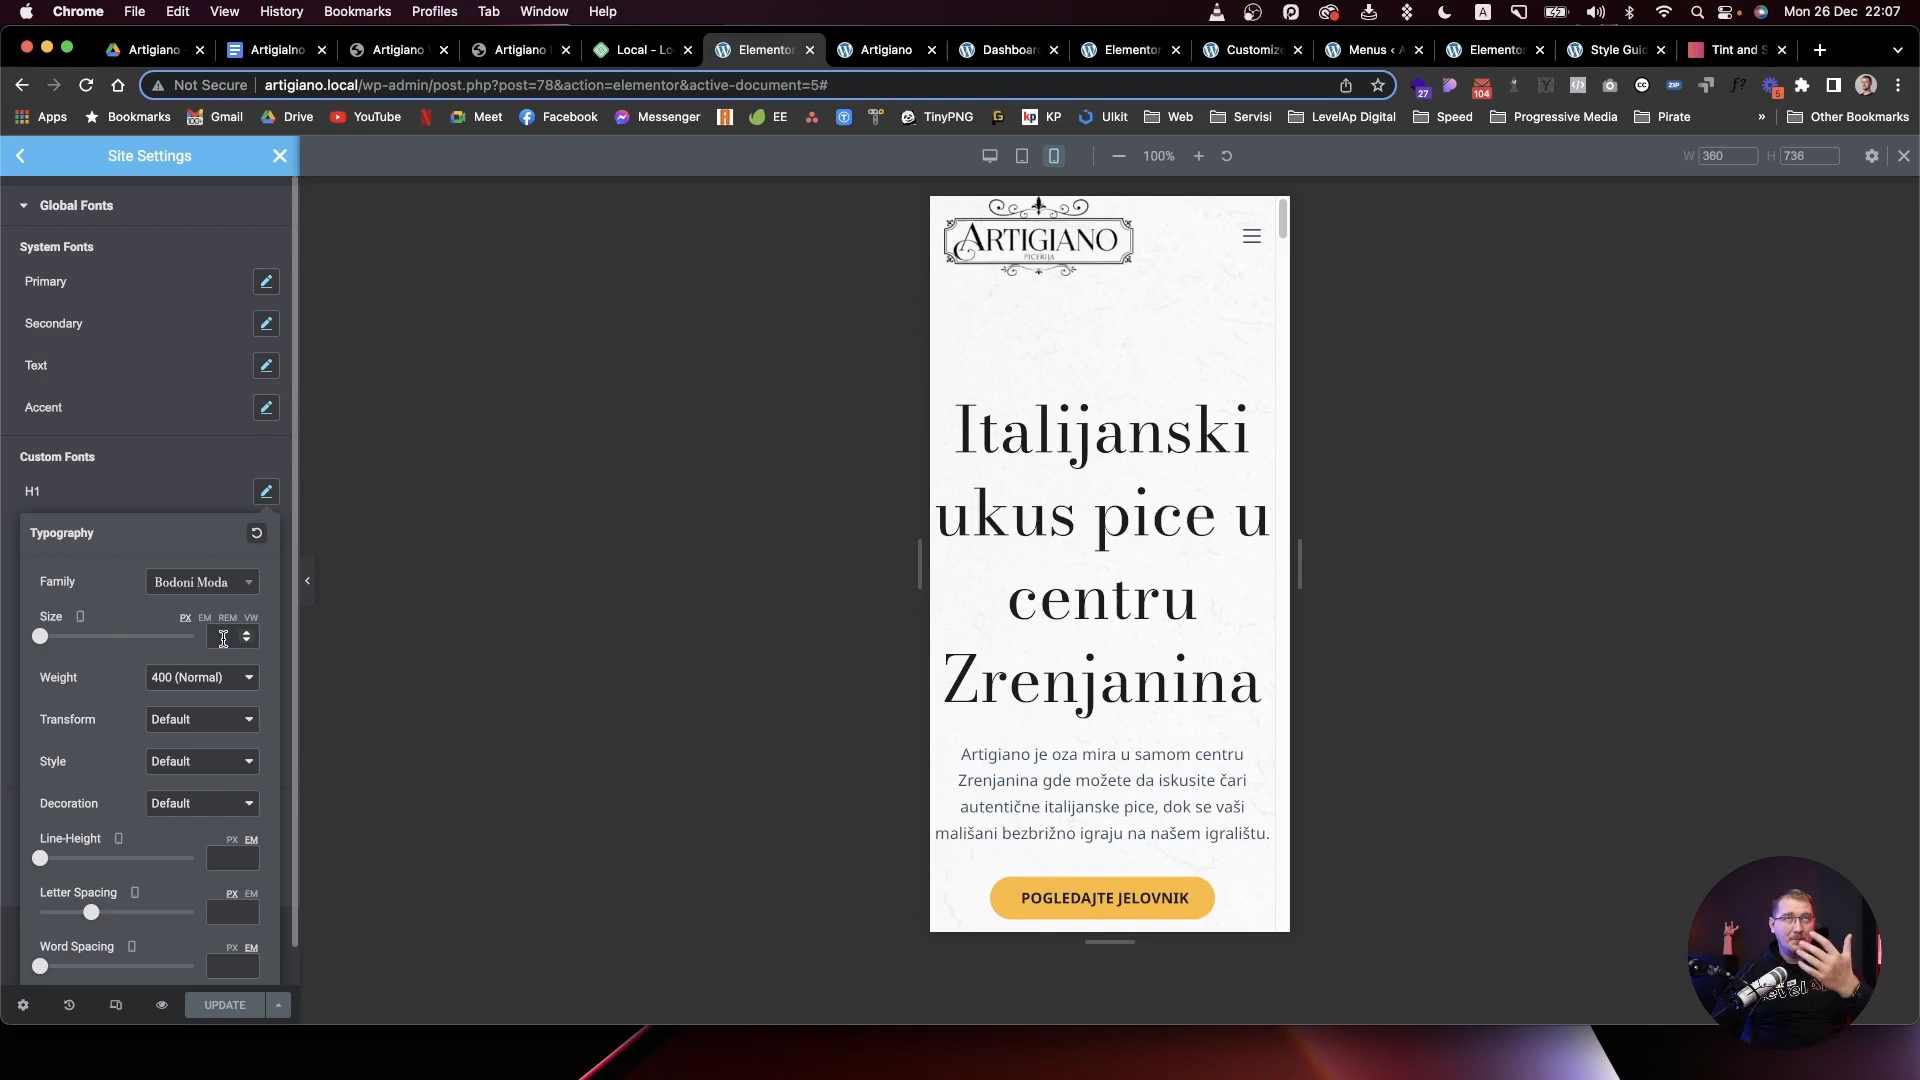 Chrome File Edit View History Bookmarks Profiles Tab Window Help
A
Mon 26 Dec 22:07
Artigiano
Artigialno
Artigiano
Artigiano
Local - Lo
Elementor
Artigiano
Dashboar
Elementor
Customize
Menus ‹ A
Elementor
Style Guid
Tint and S
Not Secure
artigiano.local/wp-admin/post.php?post=78&action=elementor&active-document=5#
27
104
5
Apps
Bookmarks
Gmail
Drive
YouTube
Meet
Facebook
Messenger
EE
TinyPNG
KP
UIkit
Web
Servisi
LevelAp Digital
Speed
Progressive Media
Pirate
»
Other Bookmarks
Site Settings
100%
W 360
H 736
Global Fonts
System Fonts
Primary
Secondary
Text
Accent
Custom Fonts
H1
Typography
Family
Bodoni Moda
Size
PX EM REM VW
Weight
400 (Normal)
Transform
Default
Style
Default
Decoration
Default
Line-Height
PX EM
Letter Spacing
PX EM
Word Spacing
PX EM
UPDATE
ARTIGIANO
PICERIJA
Italijanski
ukus pice u
centru
Zrenjanina
Artigiano je oza mira u samom centru
Zrenjanina gde možete da iskusite čari
autentične italijanske pice, dok se vaši
mališani bezbrižno igraju na našem igralištu.
POGLEDAJTE JELOVNIK